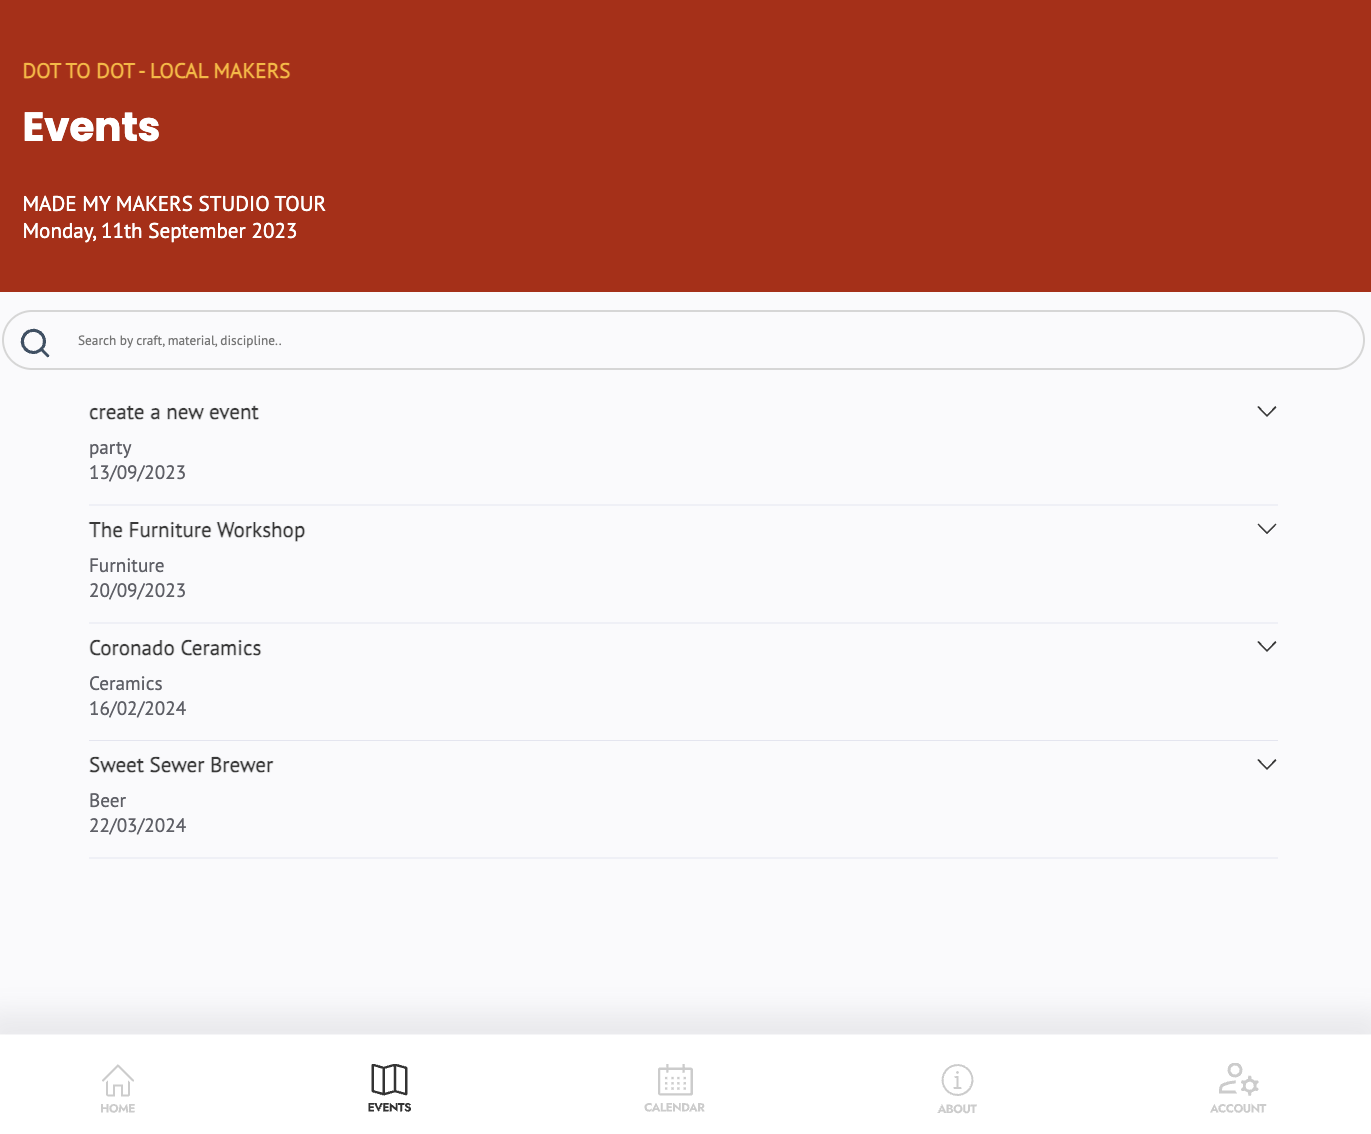 DOT TO DOT - LOCAL MAKERS
Events
MADE MY MAKERS STUDIO TOUR
Monday, 11th September 2023
Search by craft, material, discipline..
create a new event
party
13/09/2023
The Furniture Workshop
Furniture
20/09/2023
Coronado Ceramics
Ceramics
16/02/2024
Sweet Sewer Brewer
Beer
22/03/2024
HOME
EVENTS
CALENDAR
ABOUT
ACCOUNT